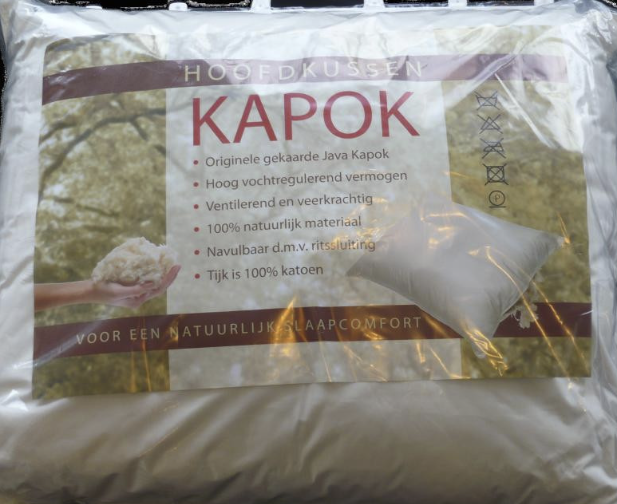 HOOFDKUSSEN
KAPOK
• Originele gekaarde Java Kapok
• Hoog vochtregulerend vermogen
• Ventilerend en veerkrachtig
• 100% natuurlijk materiaal
• Navulbaar d.m.v. ritssluiting
• Tijk is 100% katoen
P
VOOR EEN NATUURLIJK SLAAPCOMFORT